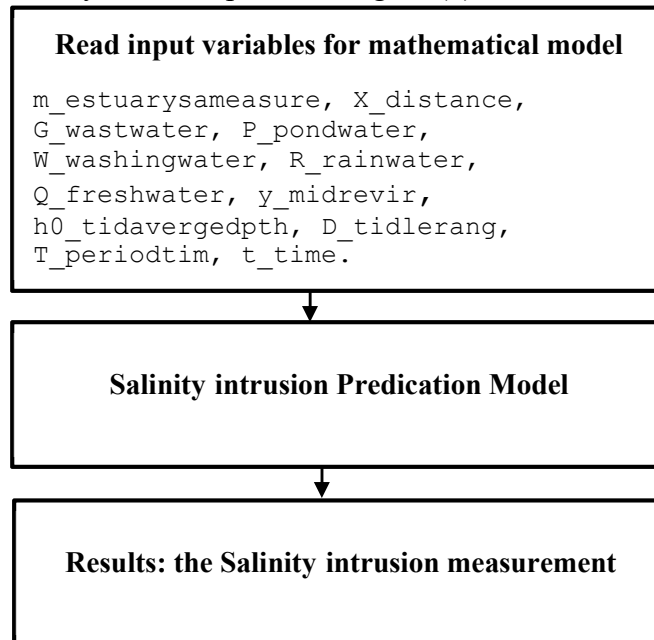 Read input variables for mathematical model
m_estuarysameasure, X_distance,
G_wastwater, P_pondwater,
W_washingwater, R_rainwater,
Q_freshwater, y_midrevir,
h0_tidavergedpth, D_tidlerang,
T_periodtim, t_time.
Salinity intrusion Predication Model
Results: the Salinity intrusion measurement